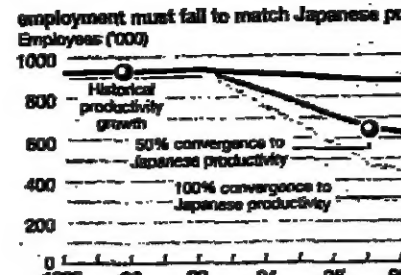 employment must fall to match Japanese
Employees ('000)
1000
Historical
productivity
growth
800
600
50% convergence to
Japanese productivity
400
100% convergence to
Japanese productivity
200
0